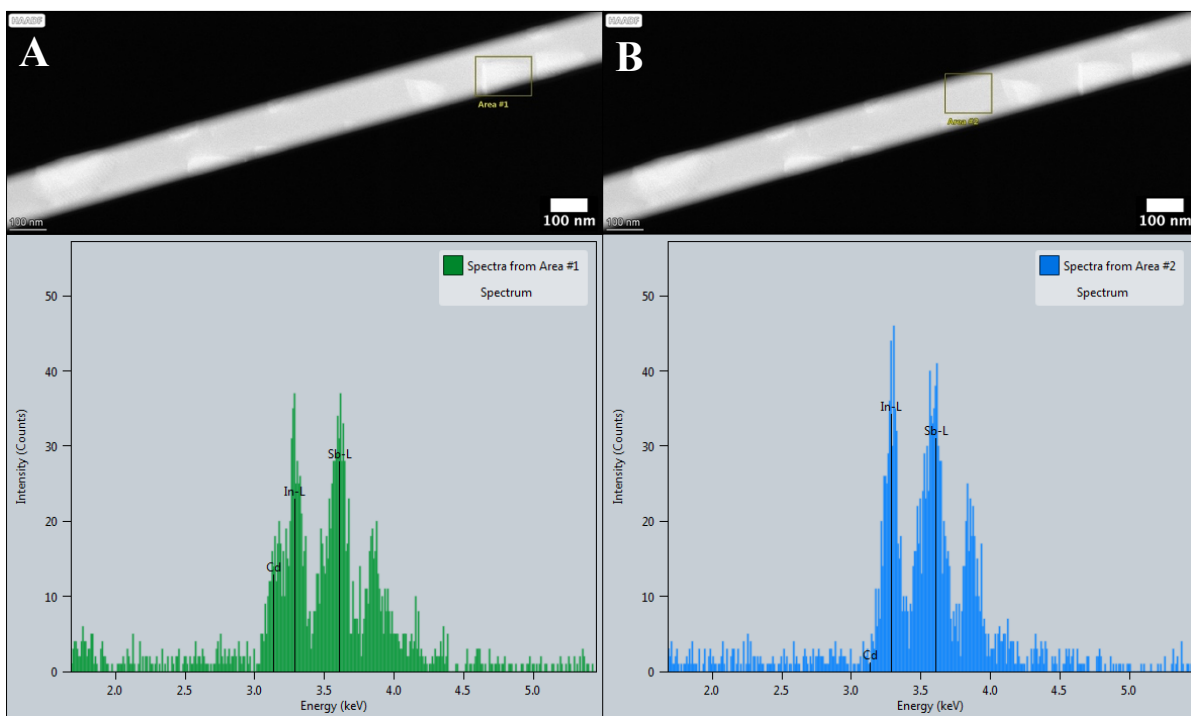 HAADF
A
Area #1
100 nm
100 nm
HAADF
B
Area #2
100 nm
100 nm
Spectra from Area #1
Spectrum
50
40
30
20
10
0
Intensity (Counts)
Cd
In-L
Sb-L
2.0 2.5 3.0 3.5 4.0 4.5 5.0
Energy (keV)
Spectra from Area #2
Spectrum
50
40
30
20
10
0
Intensity (Counts)
Cd
In-L
Sb-L
2.0 2.5 3.0 3.5 4.0 4.5 5.0
Energy (keV)